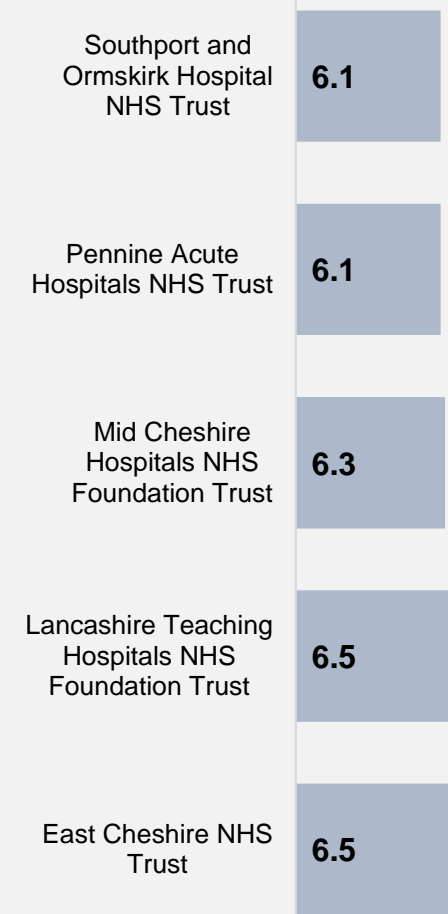 Southport and
Ormskirk Hospital
NHS Trust
6.1
Pennine Acute
Hospitals NHS Trust
6.1
Mid Cheshire
Hospitals NHS
Foundation Trust
6.3
Lancashire Teaching
Hospitals NHS
Foundation Trust
6.5
East Cheshire NHS
Trust
6.5